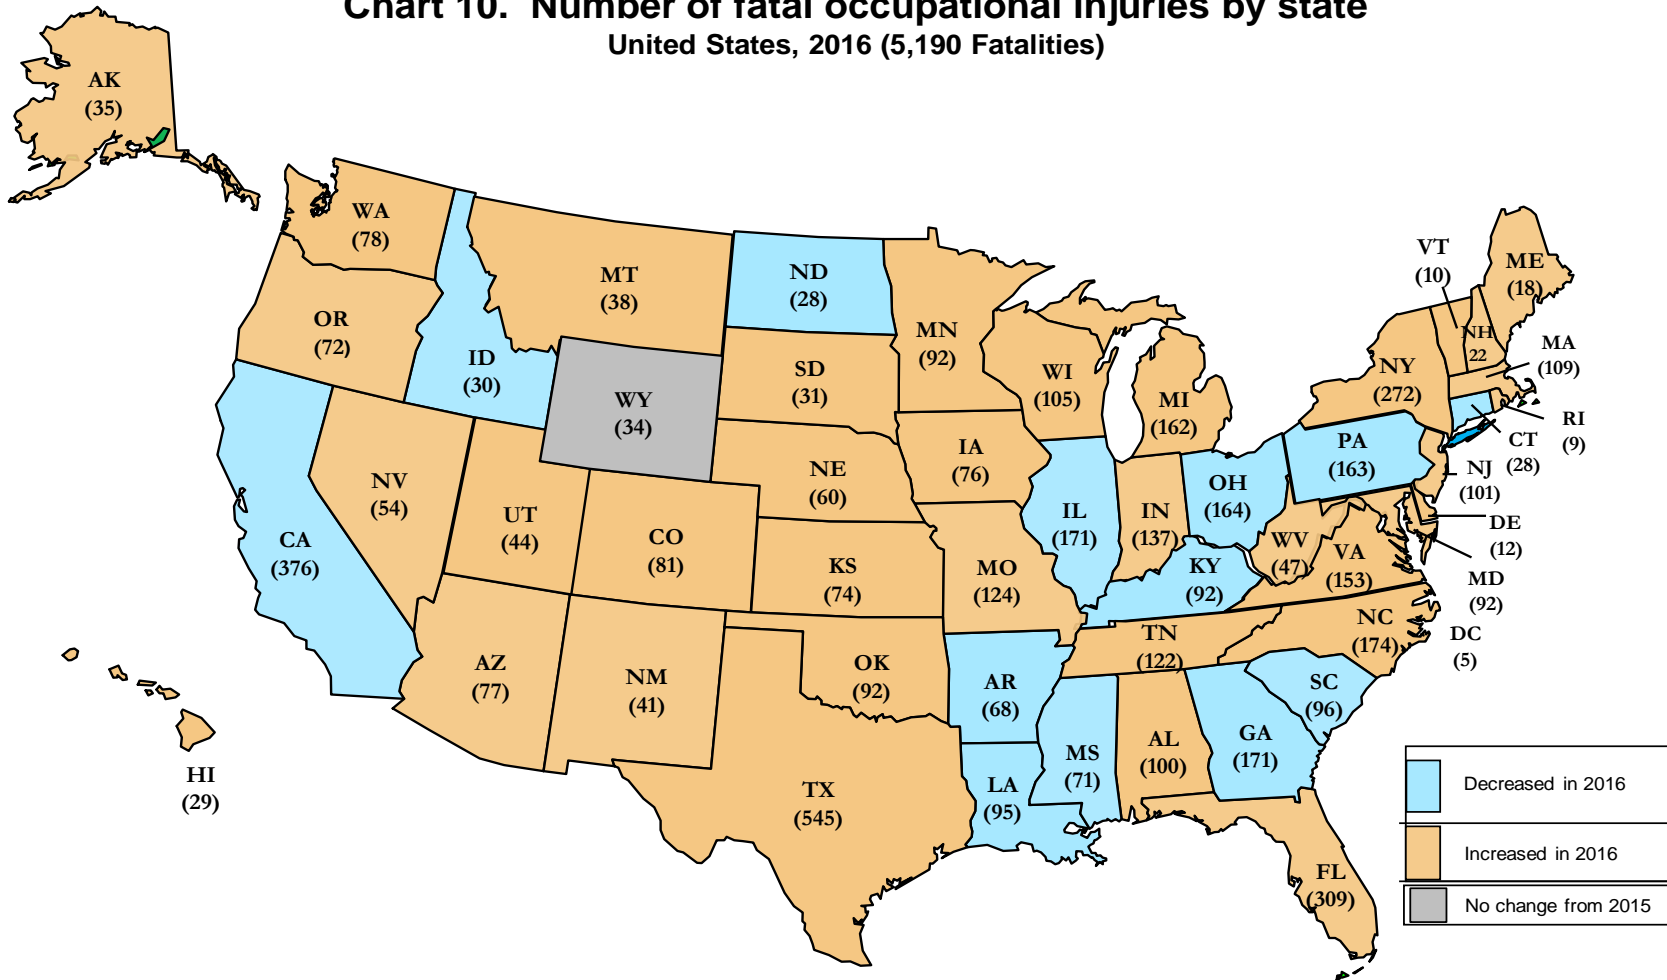 Chart 10. Number of fatal occupational injuries by state
United States, 2016 (5,190 Fatalities)
AK
(35)
WA
(78)
OR
(72)
ID
(30)
MT
(38)
ND
(28)
MN
(92)
SD
(31)
WY
(34)
WI
(105)
MI
(162)
VT
(10)
ME
(18)
NH
22
MA
(109)
NY
(272)
RI
(9)
CT
(28)
PA
(163)
NJ
(101)
DE
(12)
MD
(92)
DC
(5)
CA
(376)
NV
(54)
UT
(44)
CO
(81)
NE
(60)
IA
(76)
KS
(74)
MO
(124)
IL
(171)
IN
(137)
OH
(164)
WV
(47)
VA
(153)
KY
(92)
NC
(174)
TN
(122)
AZ
(77)
NM
(41)
OK
(92)
AR
(68)
SC
(96)
GA
(171)
AL
(100)
MS
(71)
LA
(95)
TX
(545)
FL
(309)
HI
(29)
Decreased in 2016
Increased in 2016
No change from 2015